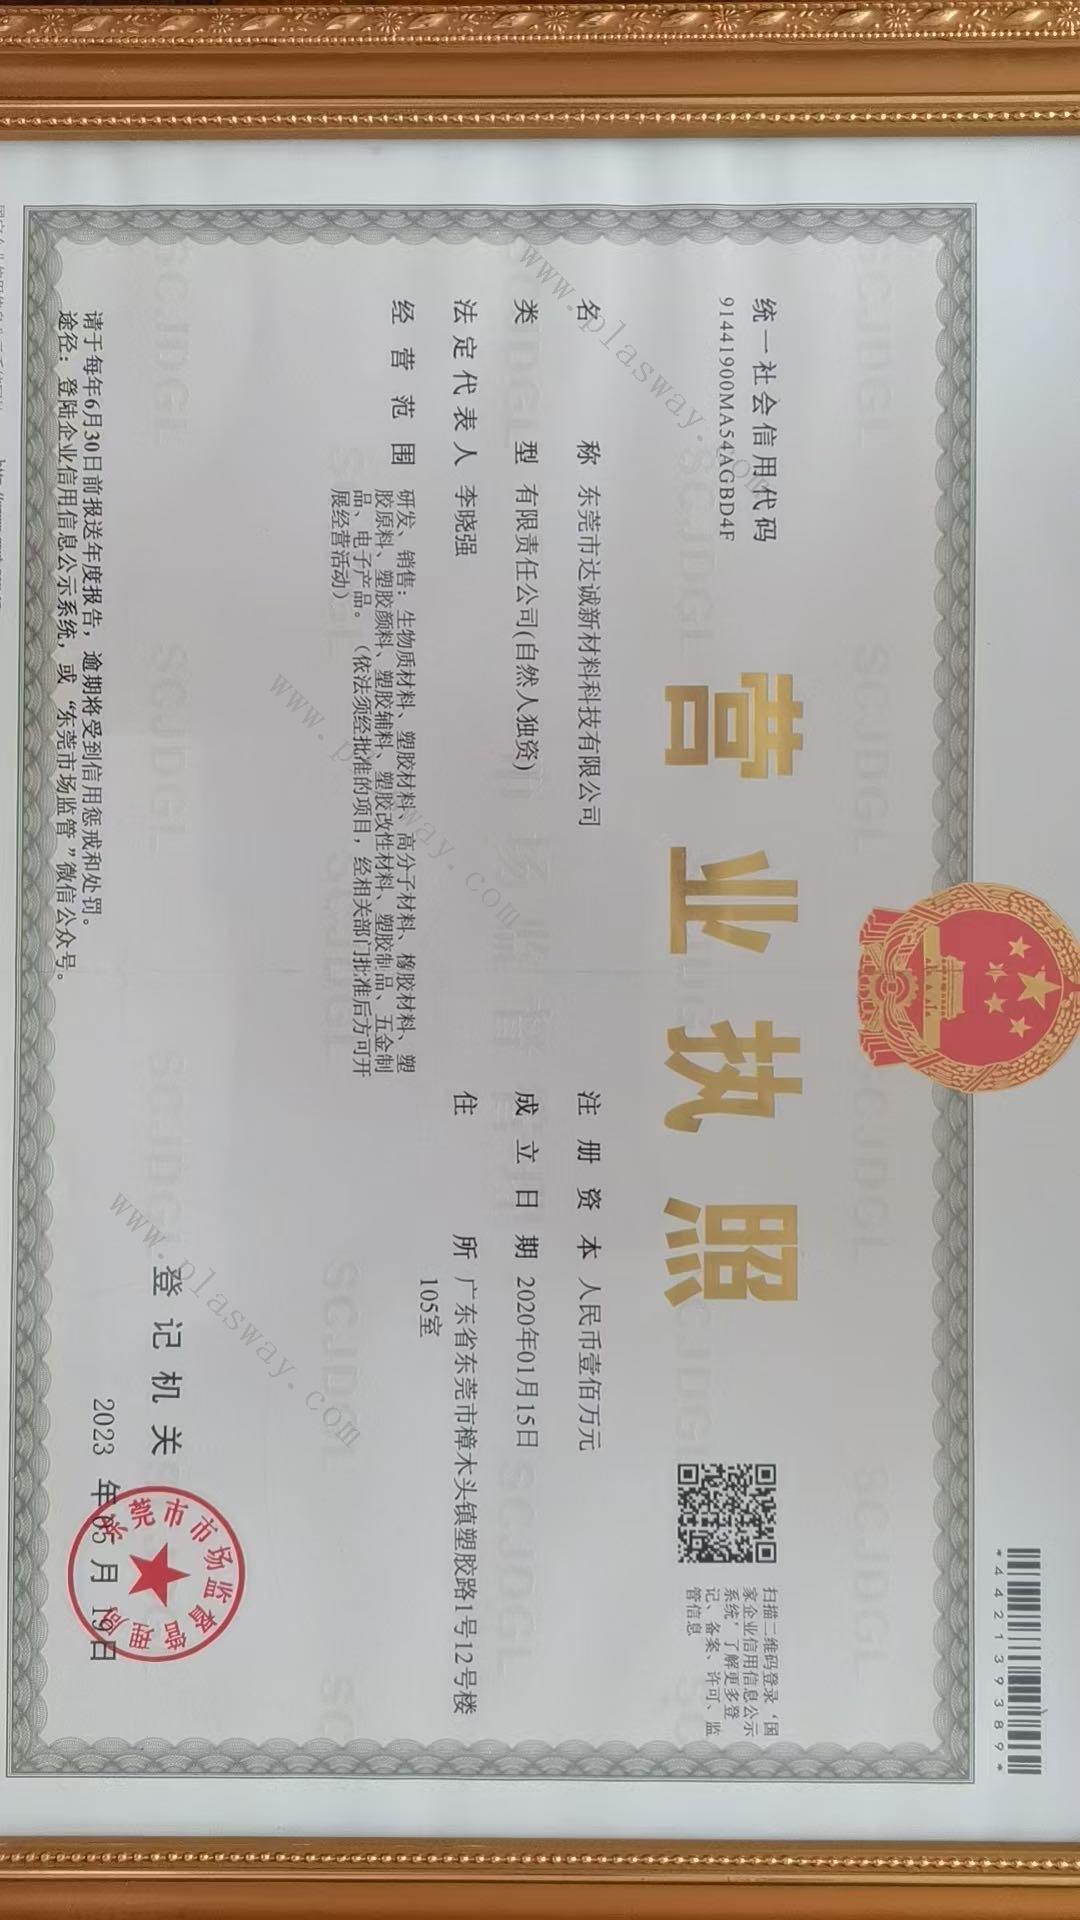 *442139389*
统一社会信用代码
91441900MA54AGBD4F
营业执照
扫描二维码登录‘国
家企业信用信息公示
系统’了解更多登
记、备案、许可、监
管信息
名称 东莞市达诚新材料科技有限公司
类型 有限责任公司(自然人独资)
法定代表人 李晓强
经营范围 研发、销售：生物质材料、塑胶材料、高分子材料、橡胶材料、塑
胶原料、塑胶颜料、塑胶辅料、塑胶改性材料、塑胶制品、五金制
品、电子产品。（依法须经批准的项目，经相关部门批准后方可开
展经营活动）
注册资本 人民币壹佰万元
成立日期 2020年01月15日
住所 广东省东莞市樟木头镇塑胶路1号12号楼
105室
登记机关
东莞市市场监督管理局
2023 年 05 月 19日
请于每年6月30日前报送年度报告，逾期将受到信用惩戒和处罚。
途径：登陆企业信用信息公示系统，或“东莞市场监管”微信公众号。
www.plasway.com
www.plasway.com
www.plasway.com